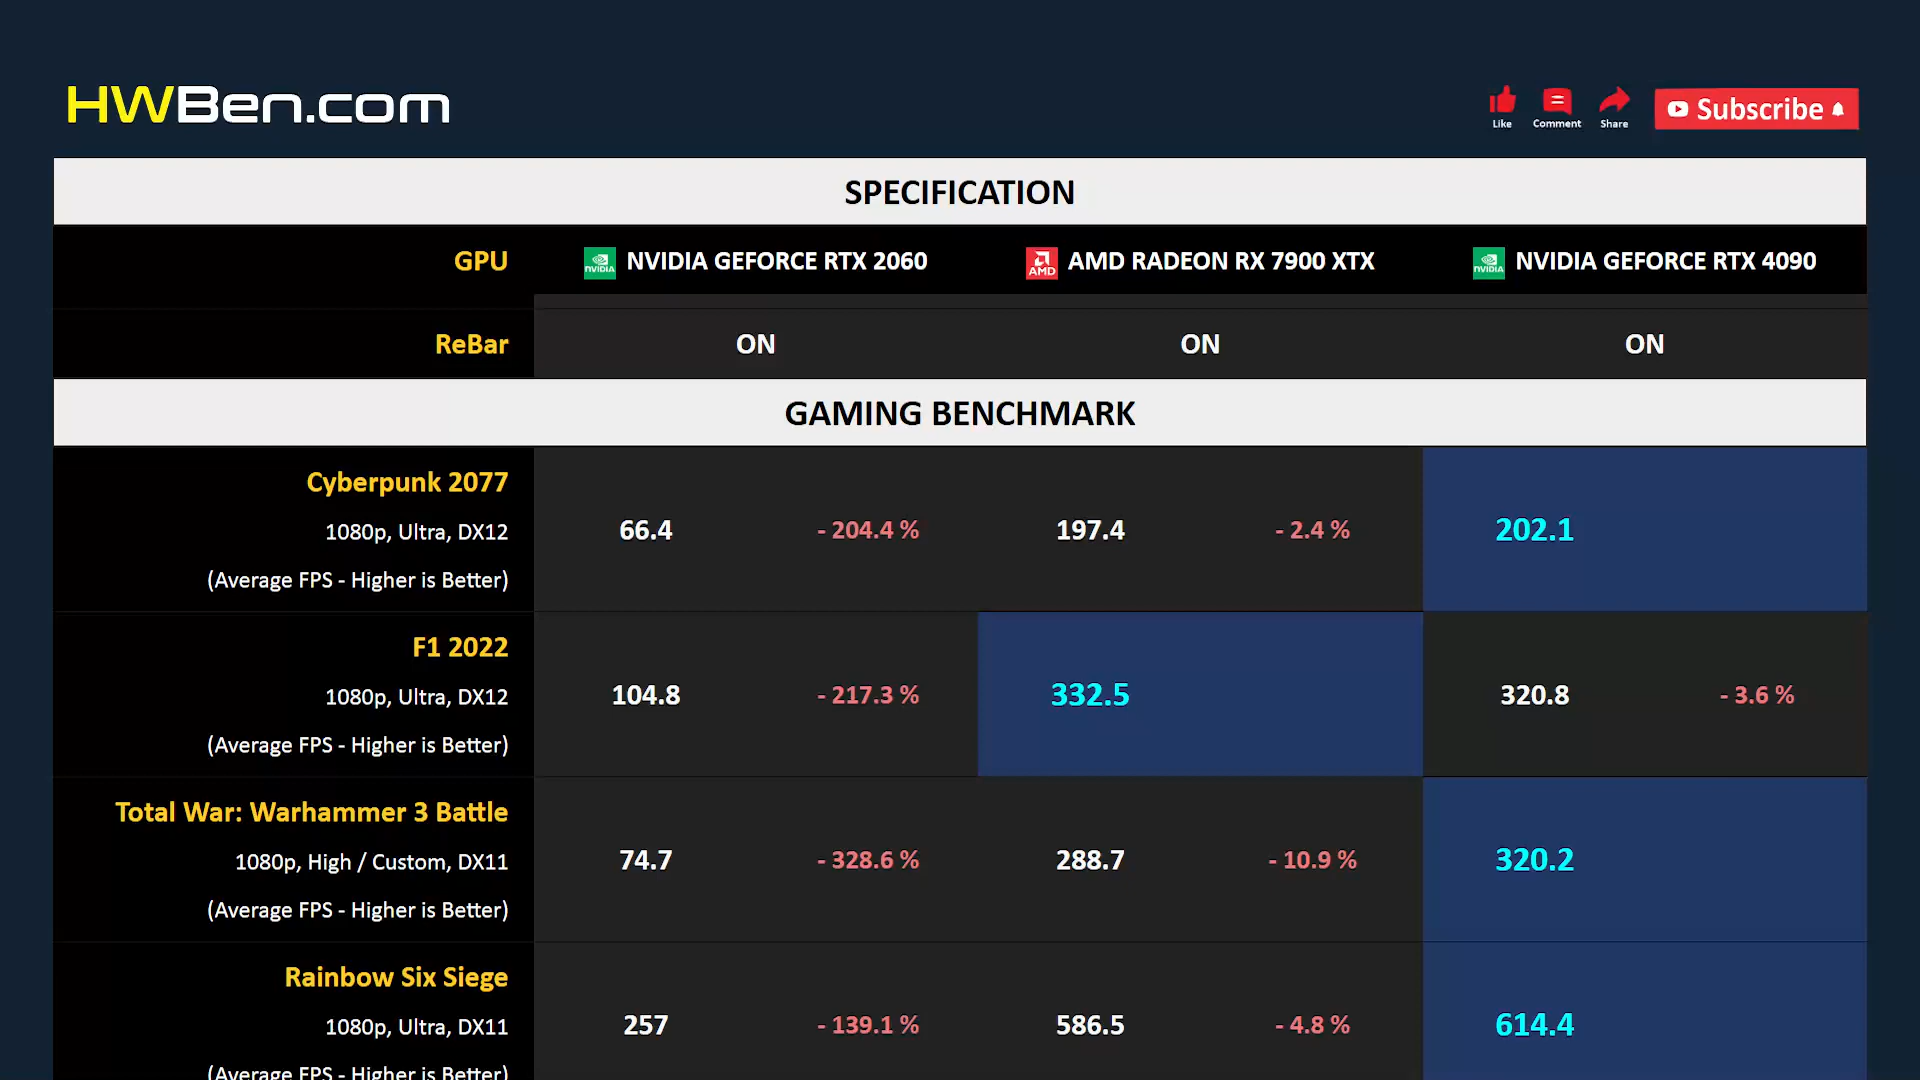 HWBen.com
Like
Comment
Share
Subscribe
SPECIFICATION
GPU
NVIDIA
NVIDIA GEFORCE RTX 2060
AMD
AMD RADEON RX 7900 XTX
NVIDIA
NVIDIA GEFORCE RTX 4090
ReBar ON ON ON
GAMING BENCHMARK
Cyberpunk 2077
1080p, Ultra, DX12
(Average FPS - Higher is Better)
66.4 - 204.4 % 197.4 - 2.4 % 202.1
F1 2022
1080p, Ultra, DX12
(Average FPS - Higher is Better)
104.8 - 217.3 % 332.5 320.8 - 3.6 %
Total War: Warhammer 3 Battle
1080p, High / Custom, DX11
(Average FPS - Higher is Better)
74.7 - 328.6 % 288.7 - 10.9 % 320.2
Rainbow Six Siege
1080p, Ultra, DX11
(Average FPS - Higher is Better)
257 - 139.1 % 586.5 - 4.8 % 614.4